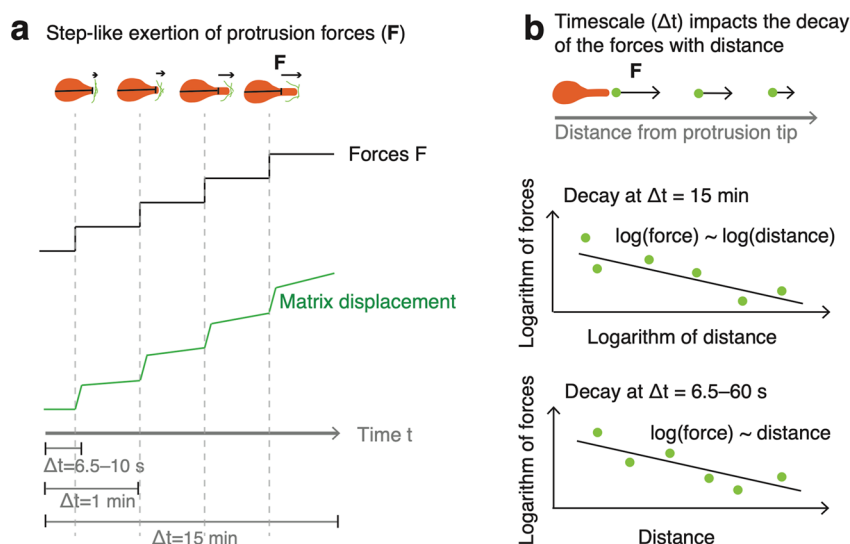 a Step-like exertion of protrusion forces (F)
F
Forces F
Matrix displacement
Time t
Δt=6.5–10 s
Δt=1 min
Δt=15 min
b Timescale (Δt) impacts the decay
of the forces with distance
F
Distance from protrusion tip
Decay at Δt = 15 min
log(force) ~ log(distance)
Logarithm of forces
Logarithm of distance
Decay at Δt = 6.5–60 s
log(force) ~ distance
Logarithm of forces
Distance